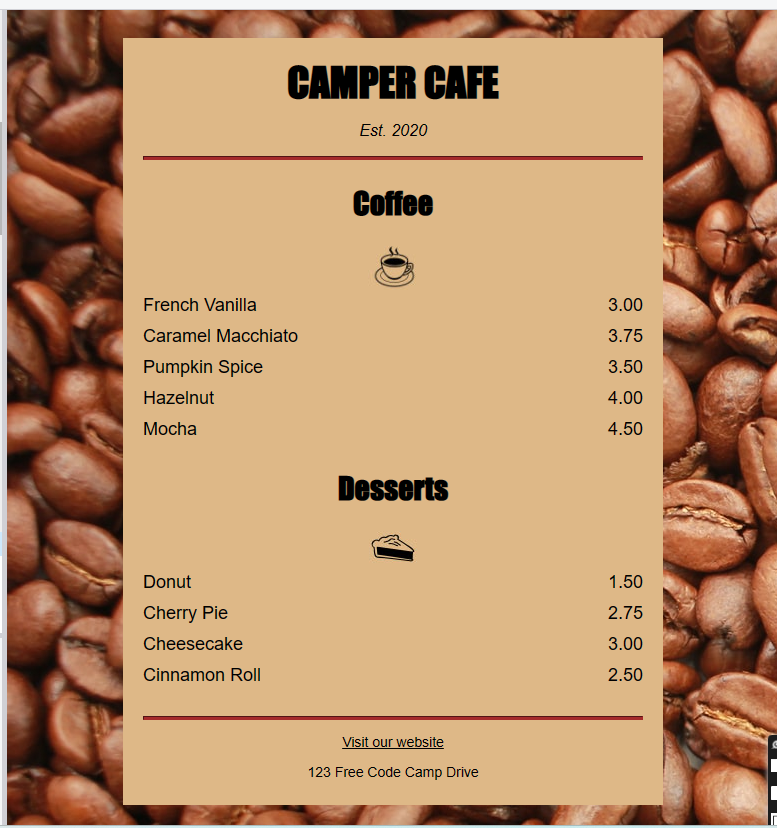 CAMPER CAFE
Est. 2020
Coffee
French Vanilla 3.00
Caramel Macchiato 3.75
Pumpkin Spice 3.50
Hazelnut 4.00
Mocha 4.50
Desserts
Donut 1.50
Cherry Pie 2.75
Cheesecake 3.00
Cinnamon Roll 2.50
Visit our website
123 Free Code Camp Drive